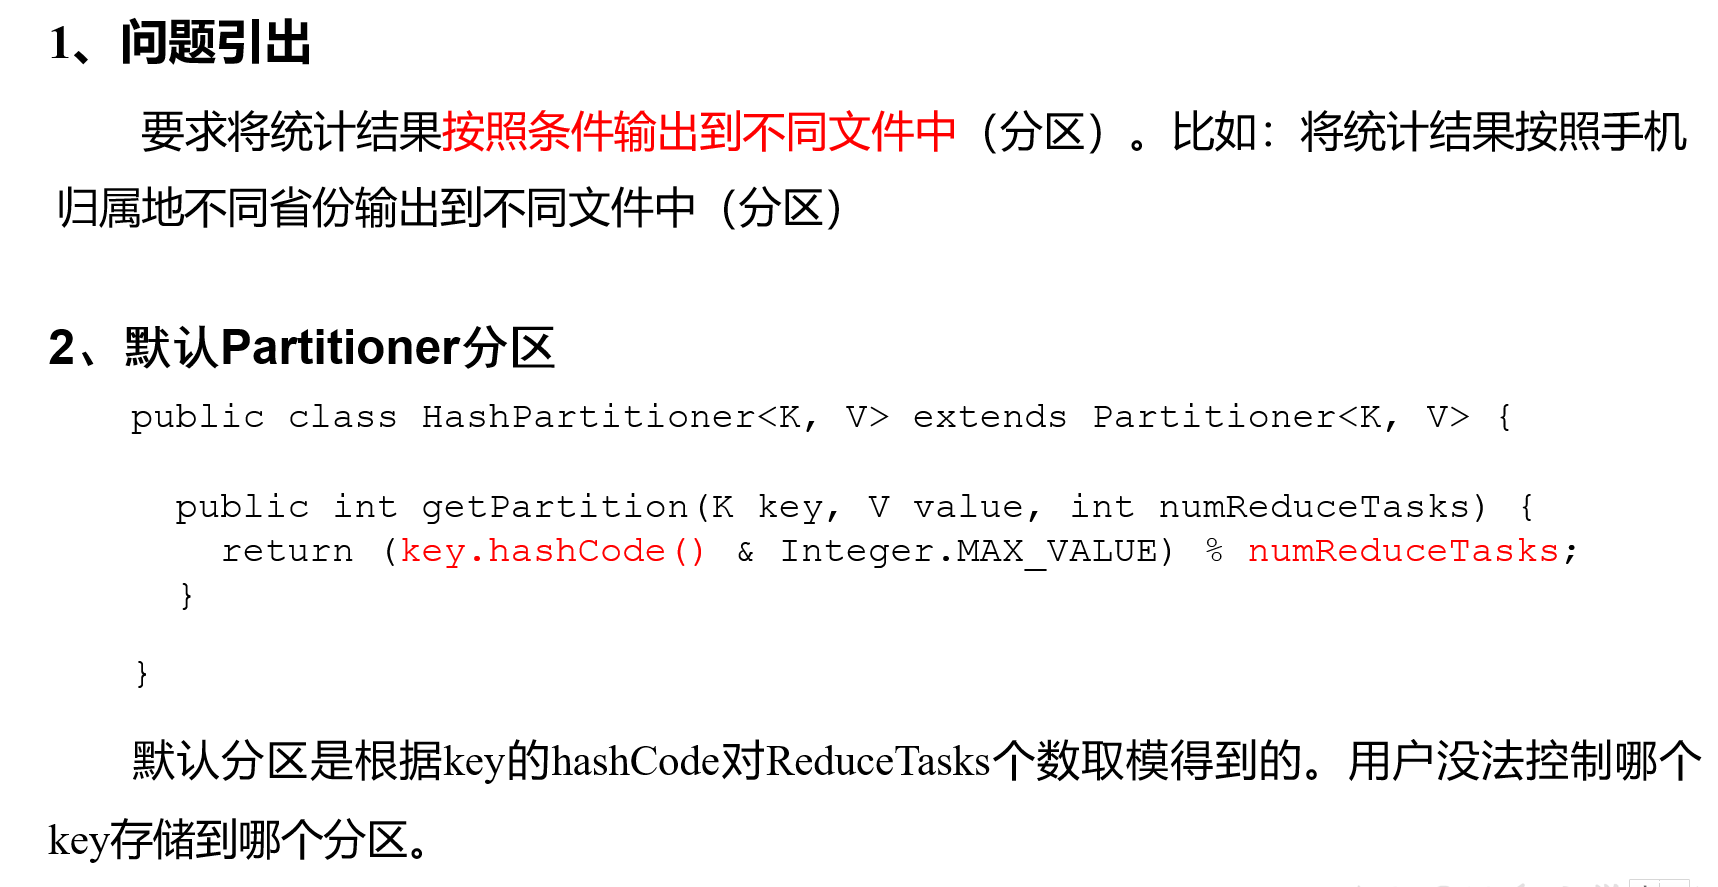 1、问题引出
要求将统计结果按照条件输出到不同文件中（分区）。比如：将统计结果按照手机
归属地不同省份输出到不同文件中（分区）
2、默认Partitioner分区
public class HashPartitioner<K, V> extends Partitioner<K, V> {
public int getPartition(K key, V value, int numReduceTasks) {
return (key.hashCode() & Integer.MAX_VALUE) % numReduceTasks;
}
}
默认分区是根据key的hashCode对ReduceTasks个数取模得到的。用户没法控制哪个
key存储到哪个分区。